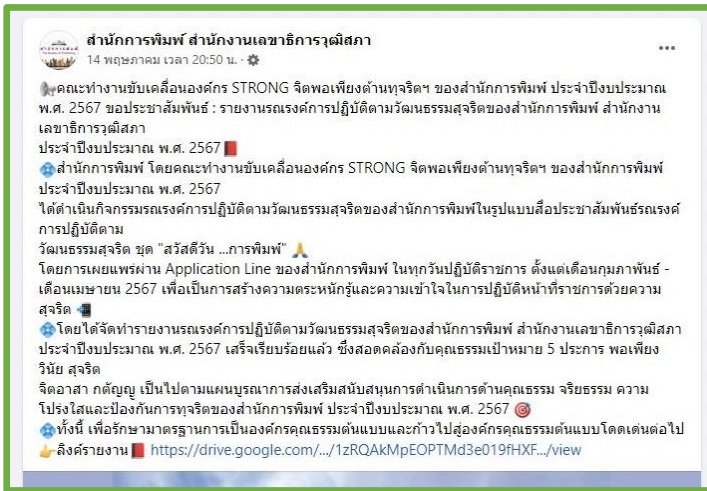 สำนักการพิมพ์ สำนักงานเลขาธิการวุฒิสภา
14 พฤษภาคม เวลา 20:50 น. ·
📢คณะทำงานขับเคลื่อนองค์กร STRONG จิตพอเพียงต้านทุจริตฯ ของสำนักการพิมพ์ ประจำปีงบประมาณ
พ.ศ. 2567 ขอประชาสัมพันธ์ : รายงานรณรงค์การปฏิบัติตามวัฒนธรรมสุจริตของสำนักการพิมพ์ สำนักงาน
เลขาธิการวุฒิสภา
ประจำปีงบประมาณ พ.ศ. 2567📕
💠สำนักการพิมพ์ โดยคณะทำงานขับเคลื่อนองค์กร STRONG จิตพอเพียงต้านทุจริตฯ ของสำนักการพิมพ์
ประจำปีงบประมาณ พ.ศ. 2567
ได้ดำเนินกิจกรรมรณรงค์การปฏิบัติตามวัฒนธรรมสุจริตของสำนักการพิมพ์ในรูปแบบสื่อประชาสัมพันธ์รณรงค์
การปฏิบัติตาม
วัฒนธรรมสุจริต ชุด "สวัสดีวัน ...การพิมพ์" 🙏
โดยการเผยแพร่ผ่าน Application Line ของสำนักการพิมพ์ ในทุกวันปฏิบัติราชการ ตั้งแต่เดือนกุมภาพันธ์ -
เดือนเมษายน 2567 เพื่อเป็นการสร้างความตระหนักรู้และความเข้าใจในการปฏิบัติหน้าที่ราชการด้วยความ
สุจริต 📲
💠โดยได้จัดทำรายงานรณรงค์การปฏิบัติตามวัฒนธรรมสุจริตของสำนักการพิมพ์ สำนักงานเลขาธิการวุฒิสภา
ประจำปีงบประมาณ พ.ศ. 2567 เสร็จเรียบร้อยแล้ว ซึ่งสอดคล้องกับคุณธรรมเป้าหมาย 5 ประการ พอเพียง
วินัย สุจริต
จิตอาสา กตัญญู เป็นไปตามแผนบูรณาการส่งเสริมสนับสนุนการดำเนินการด้านคุณธรรม จริยธรรม ความ
โปร่งใสและป้องกันการทุจริตของสำนักการพิมพ์ ประจำปีงบประมาณ พ.ศ. 2567 🎯
💠ทั้งนี้ เพื่อรักษามาตรฐานการเป็นองค์กรคุณธรรมต้นแบบและก้าวไปสู่องค์กรคุณธรรมต้นแบบโดดเด่นต่อไป
👉ลิงค์รายงาน📕 https://drive.google.com/.../1zRQAkMpEOPTMd3e019fHXF.../view